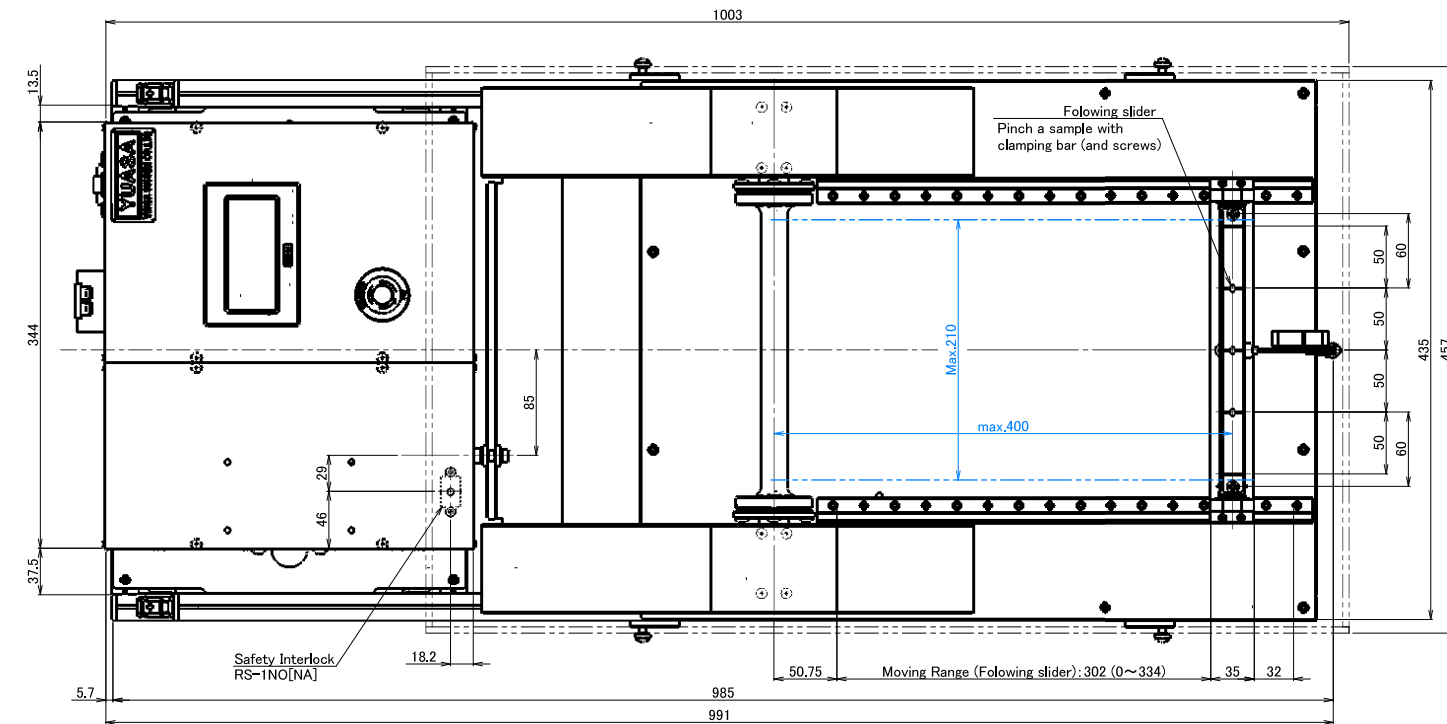 1003
13.5
Folowing slider
Pinch a sample with
clamping bar (and screws)
YUASA
50
60
344
Max.210
50
435
457
85
50
max.400
29
50
60
46
37.5
Safety Interlock
RS-1NO[NA]
18.2
50.75
Moving Range (Folowing slider): 302 (0～334)
35
32
5.7
985
991